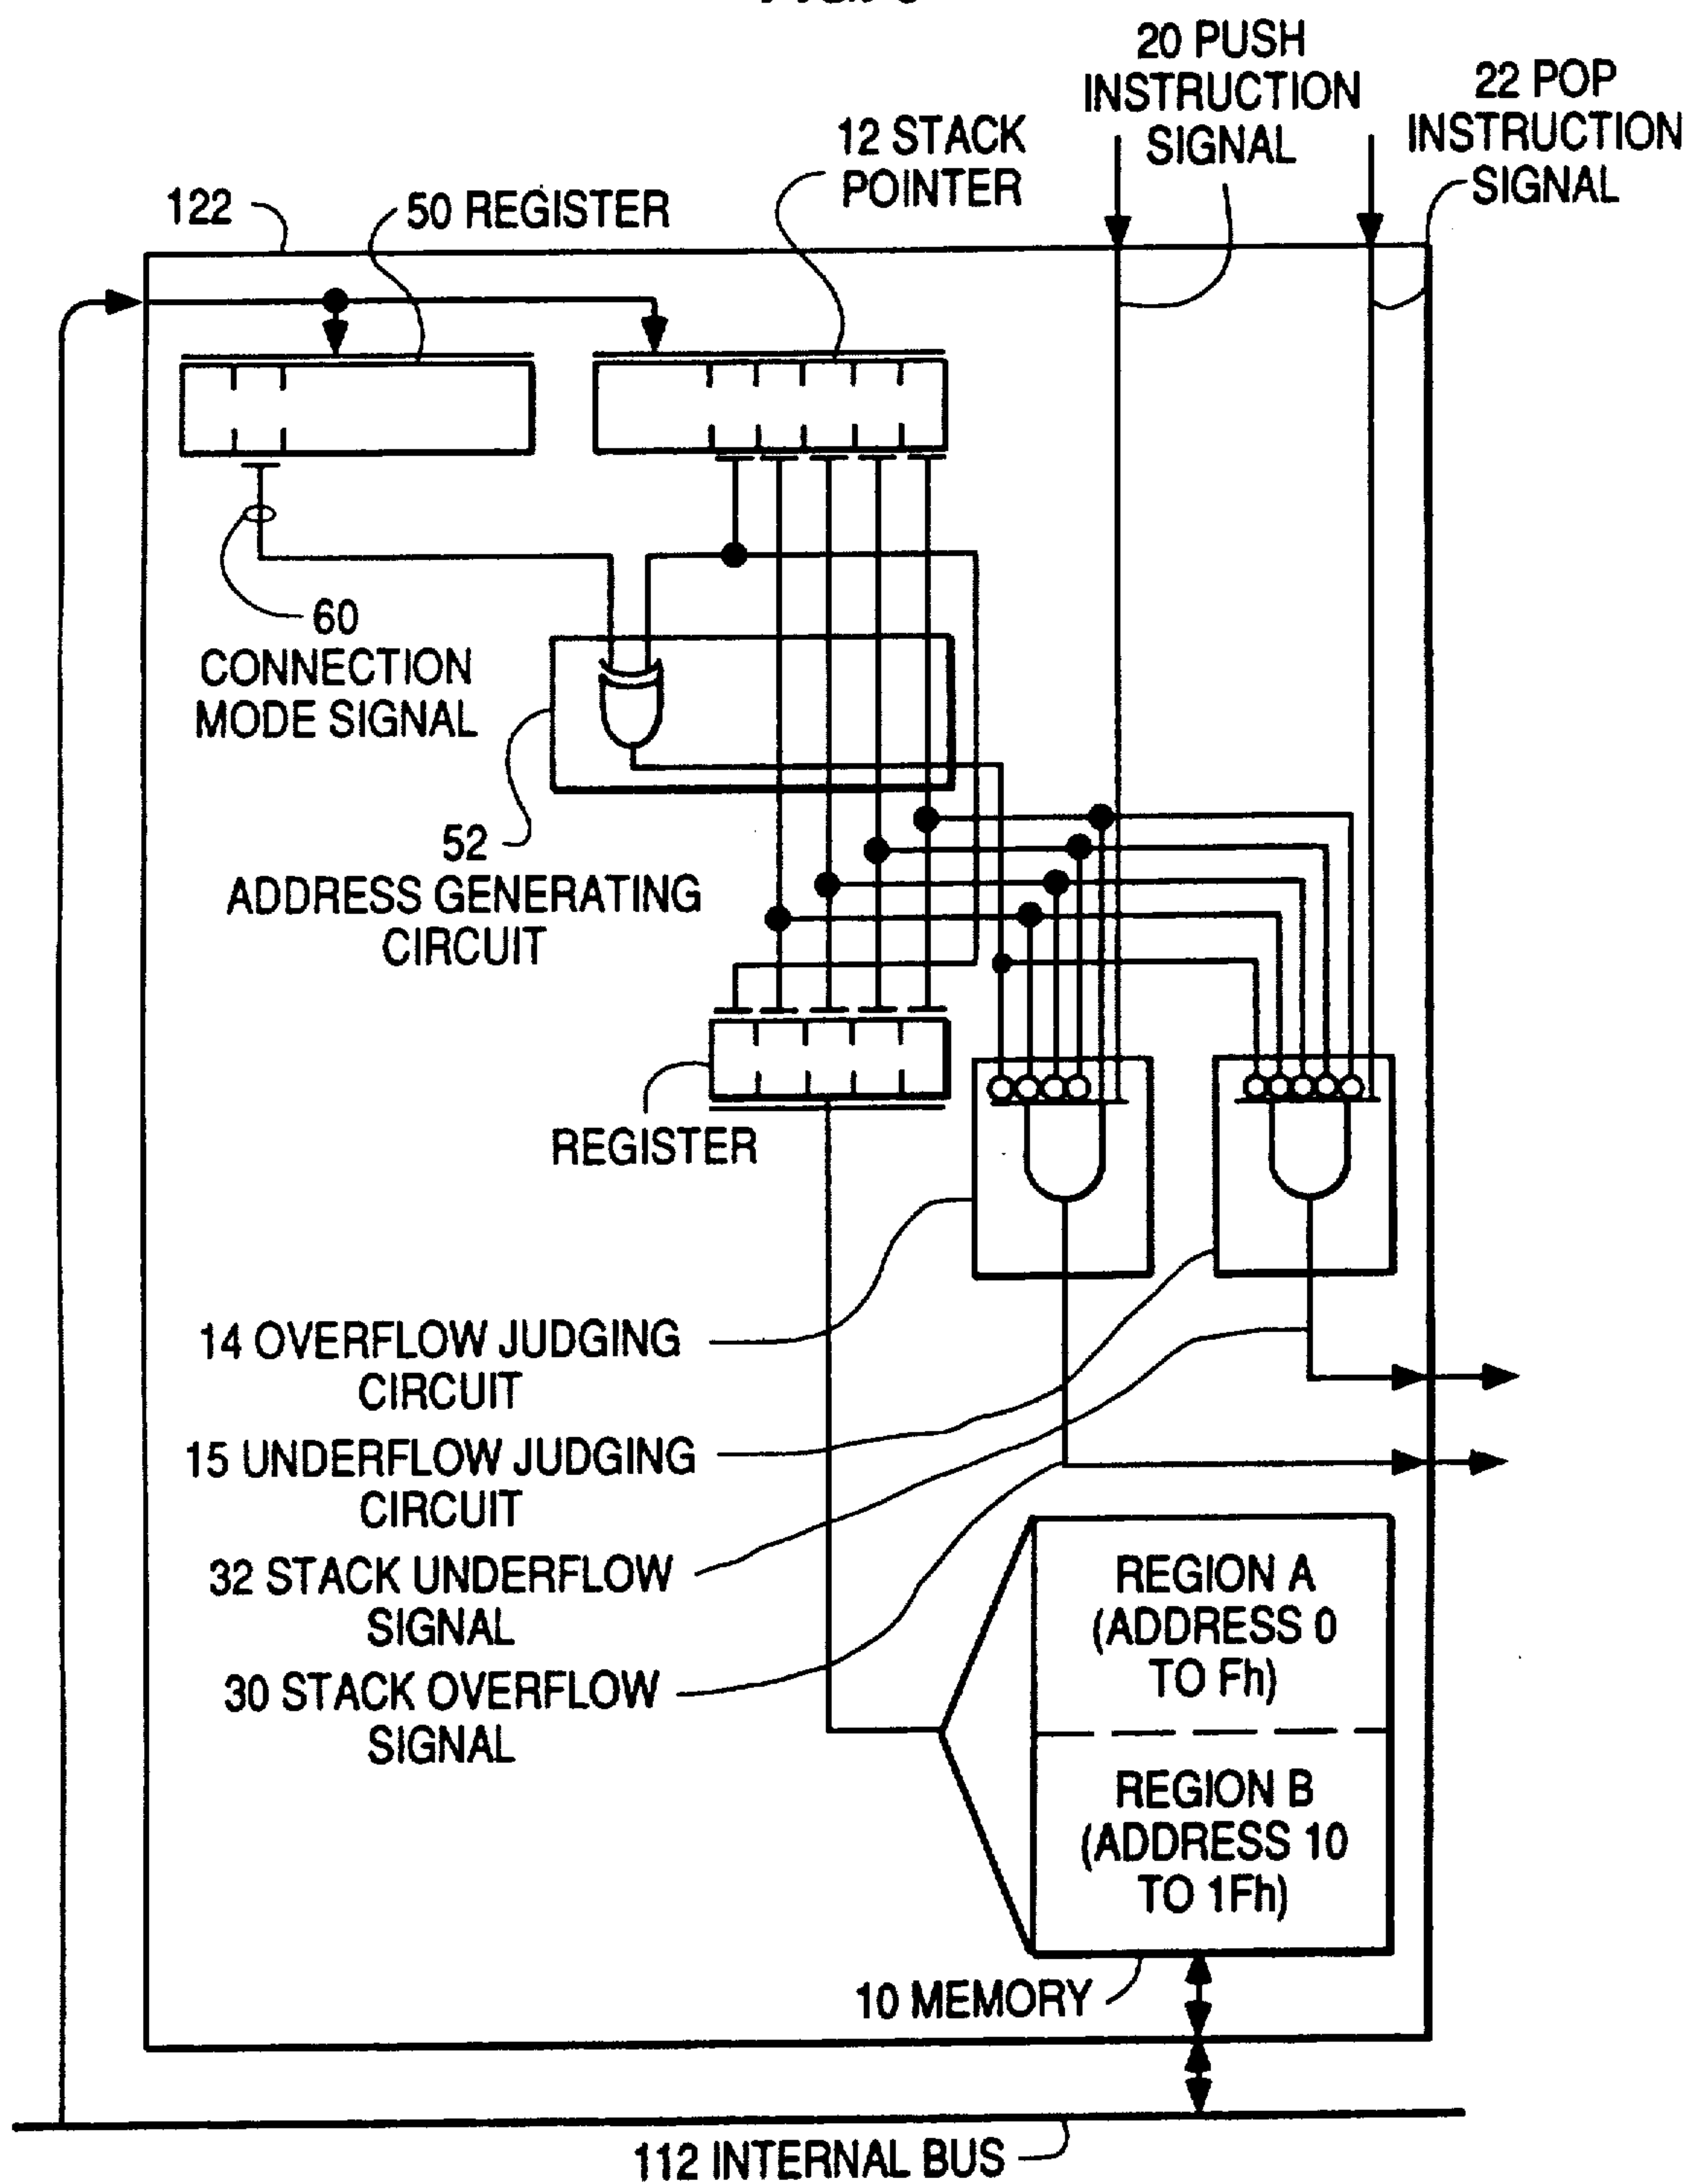 20 PUSH
INSTRUCTION
SIGNAL
22 POP
INSTRUCTION
SIGNAL
12 STACK
POINTER
122
50 REGISTER
60
CONNECTION
MODE SIGNAL
52
ADDRESS GENERATING
CIRCUIT
REGISTER
14 OVERFLOW JUDGING
CIRCUIT
15 UNDERFLOW JUDGING
CIRCUIT
32 STACK UNDERFLOW
SIGNAL
30 STACK OVERFLOW
SIGNAL
REGION A
(ADDRESS 0
TO Fh)
REGION B
(ADDRESS 10
TO 1Fh)
10 MEMORY
112 INTERNAL BUS